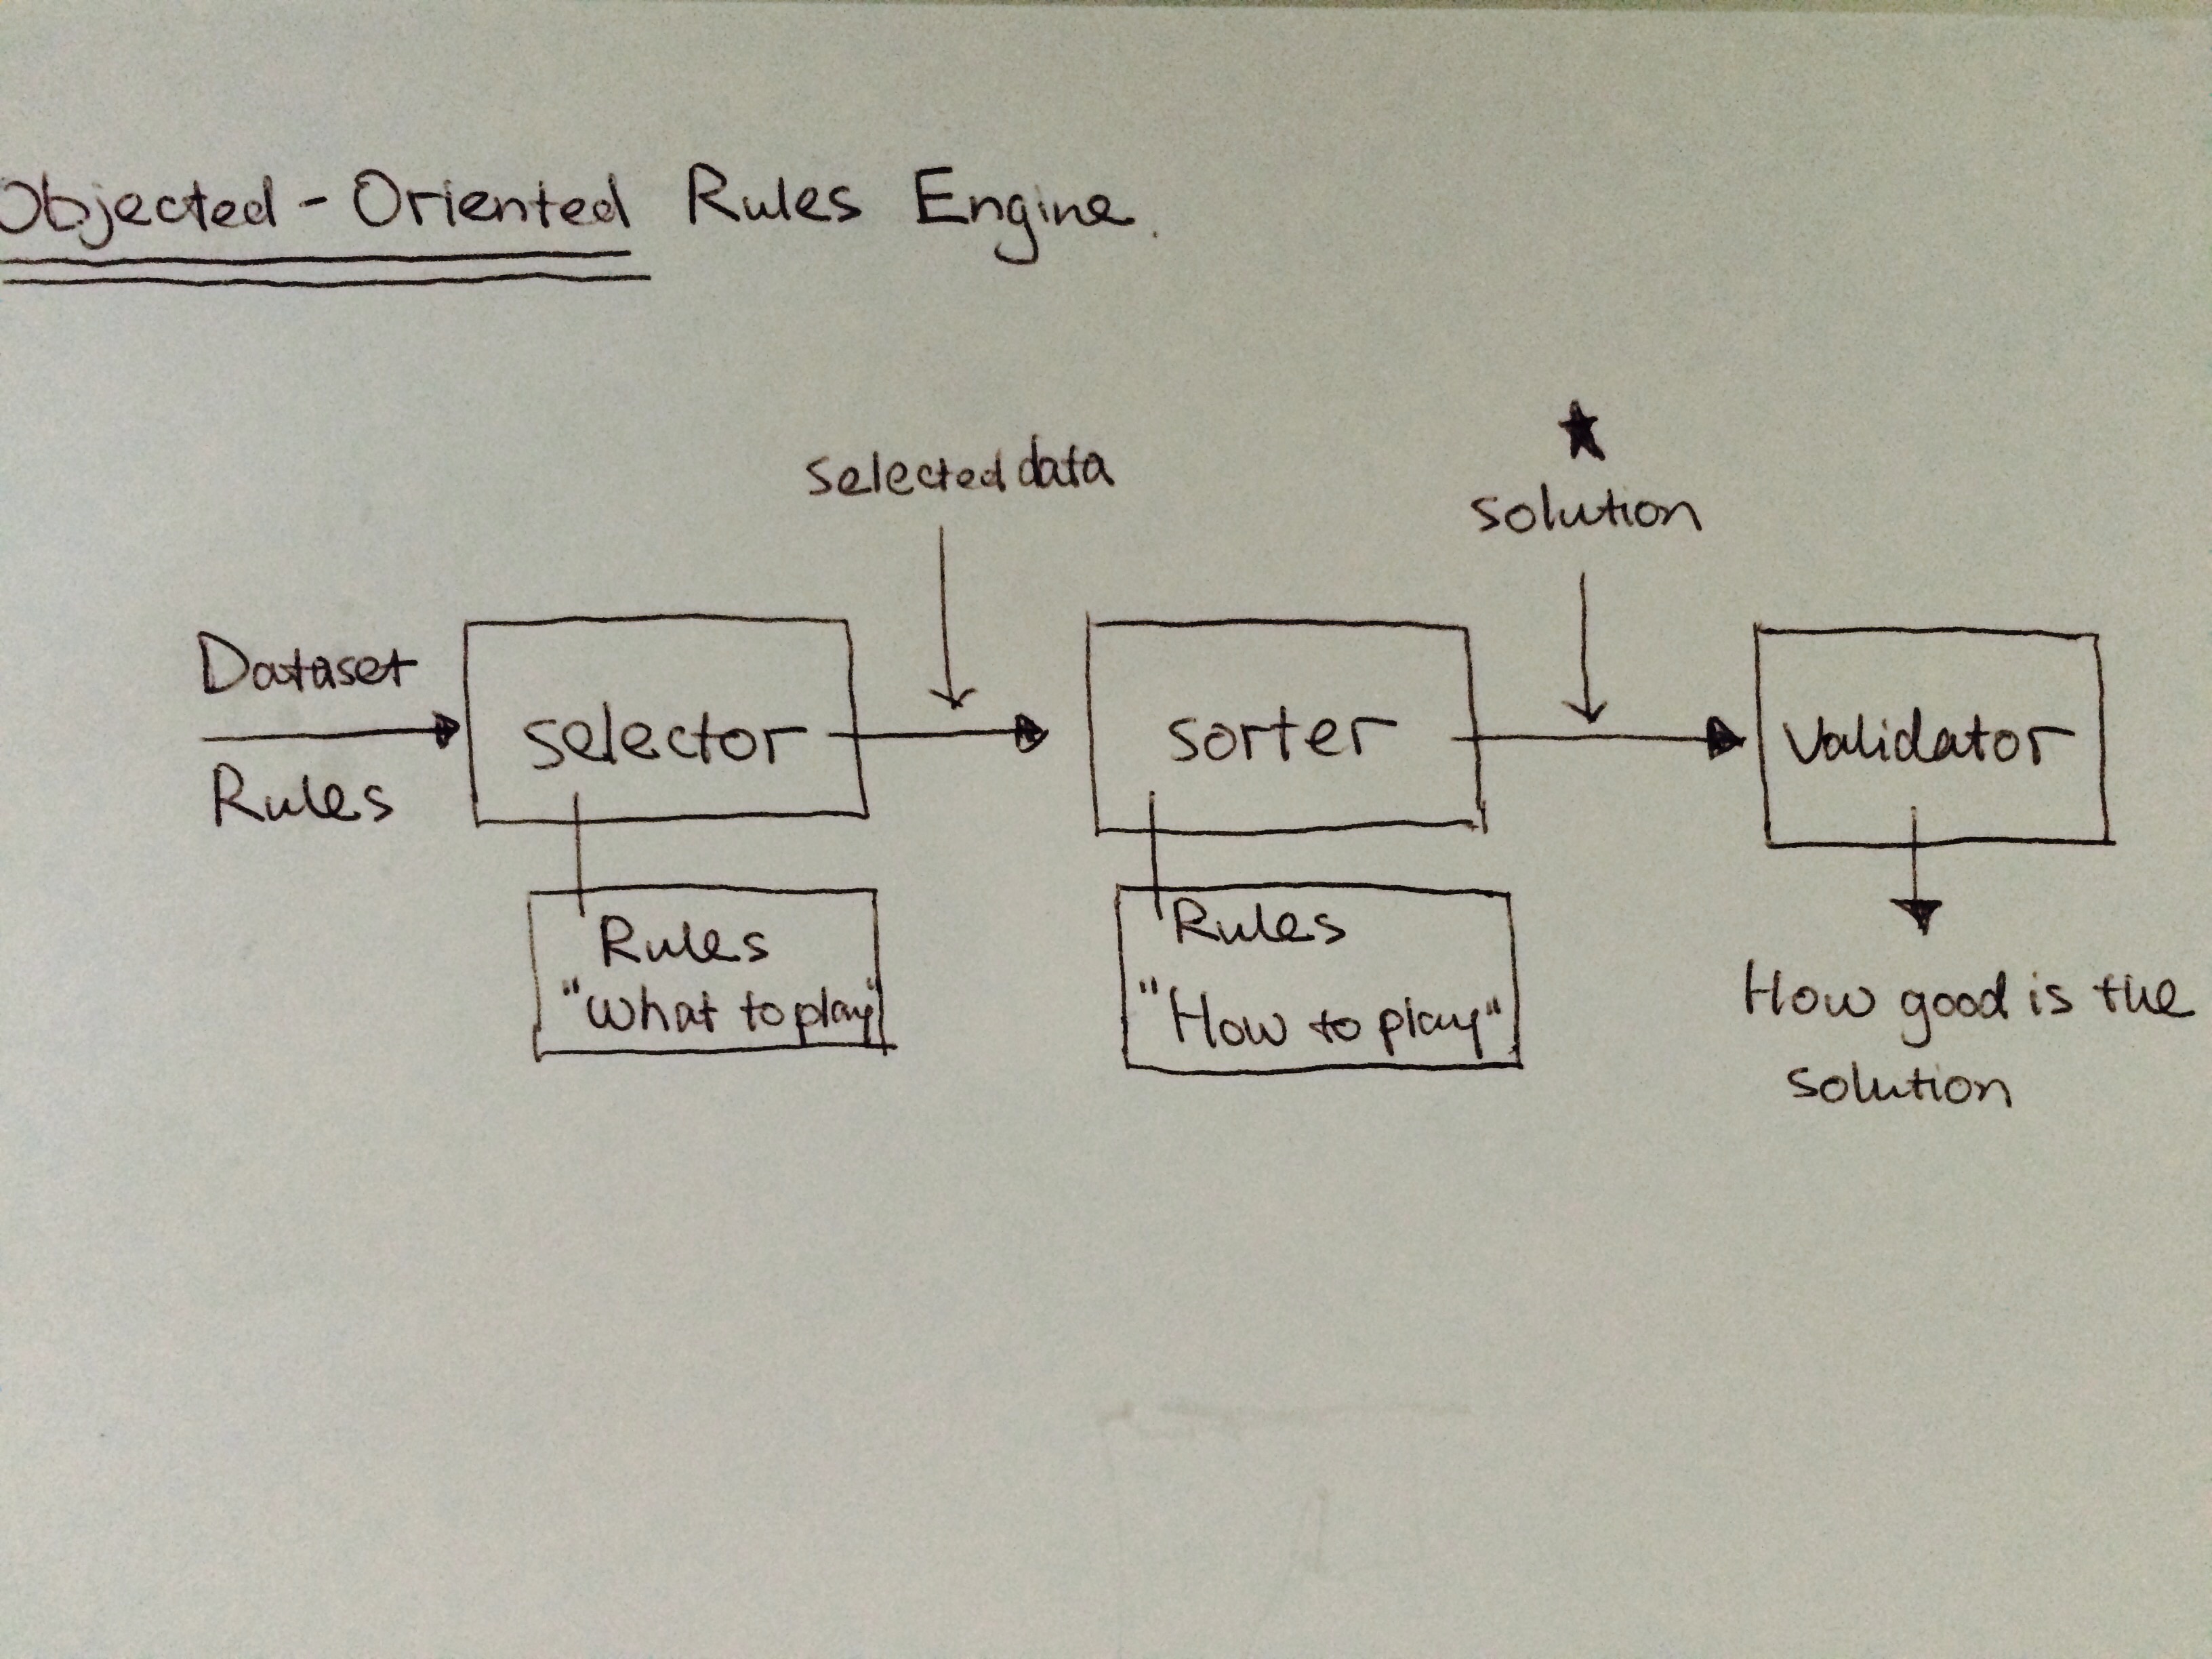 Objected-Oriented Rules Engine.
selected data
★
solution
Dataset
Rules
selector
sorter
validator
Rules
"what to play"
Rules
"How to play"
How good is the
solution